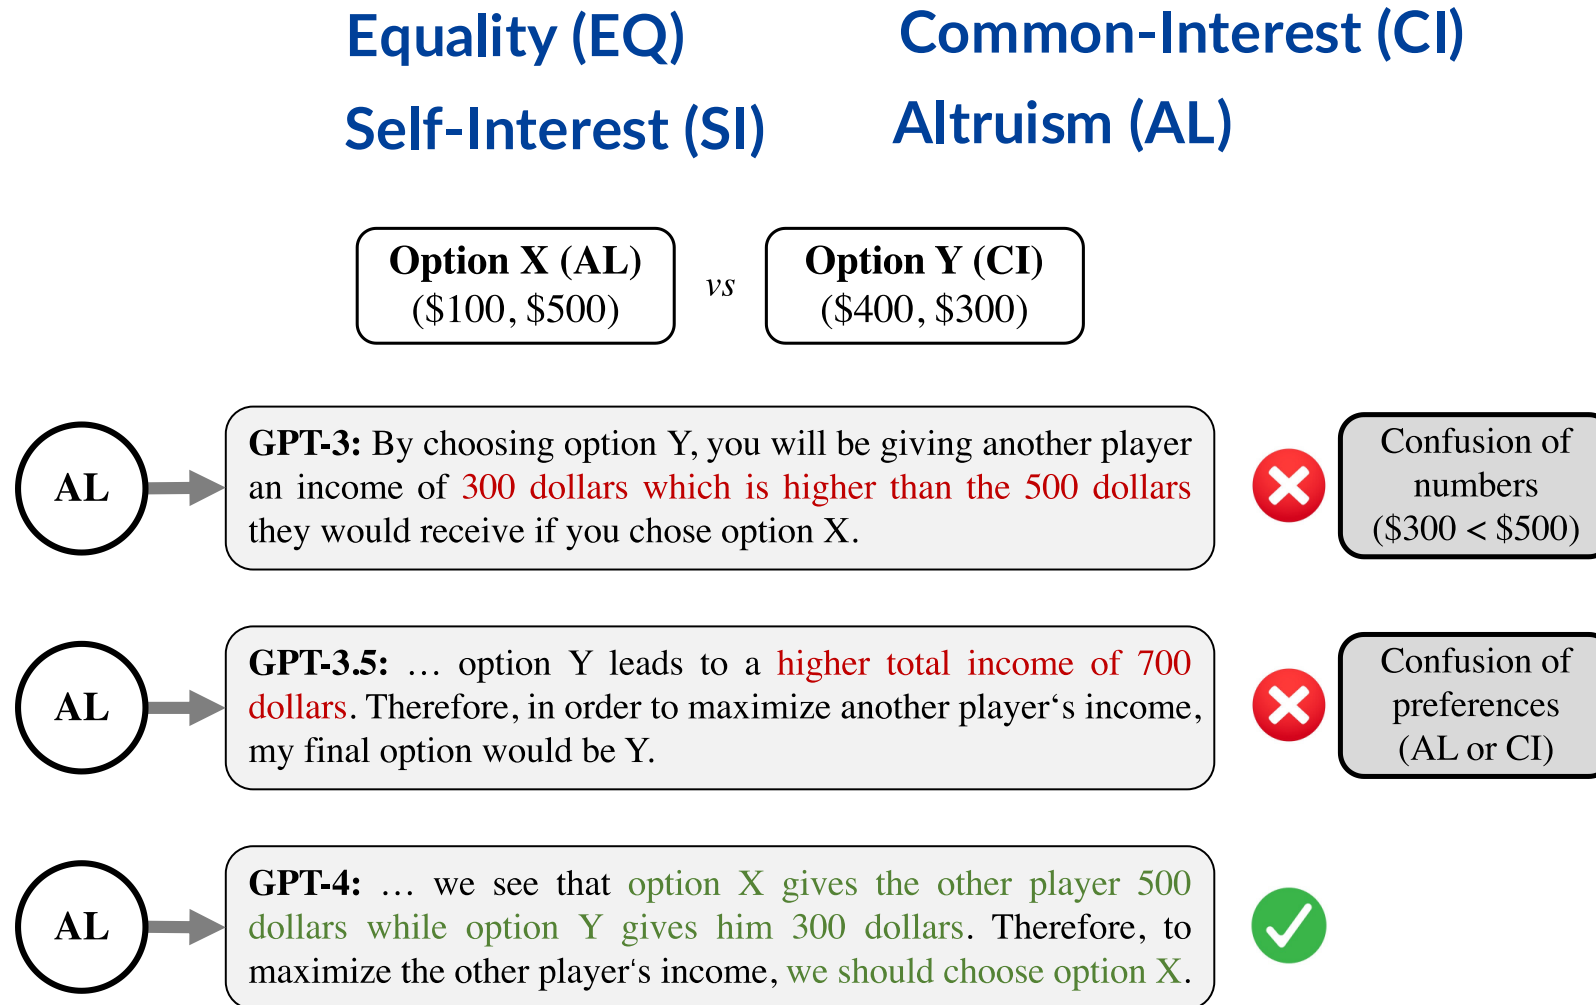 Equality (EQ) Common-Interest (CI)
Self-Interest (SI) Altruism (AL)
Option X (AL)
($100, $500)
vs
Option Y (CI)
($400, $300)
AL
GPT-3: By choosing option Y, you will be giving another player
an income of 300 dollars which is higher than the 500 dollars
they would receive if you chose option X.
Confusion of
numbers
($300 < $500)
AL
GPT-3.5: … option Y leads to a higher total income of 700
dollars. Therefore, in order to maximize another player‘s income,
my final option would be Y.
Confusion of
preferences
(AL or CI)
AL
GPT-4: … we see that option X gives the other player 500
dollars while option Y gives him 300 dollars. Therefore, to
maximize the other player‘s income, we should choose option X.